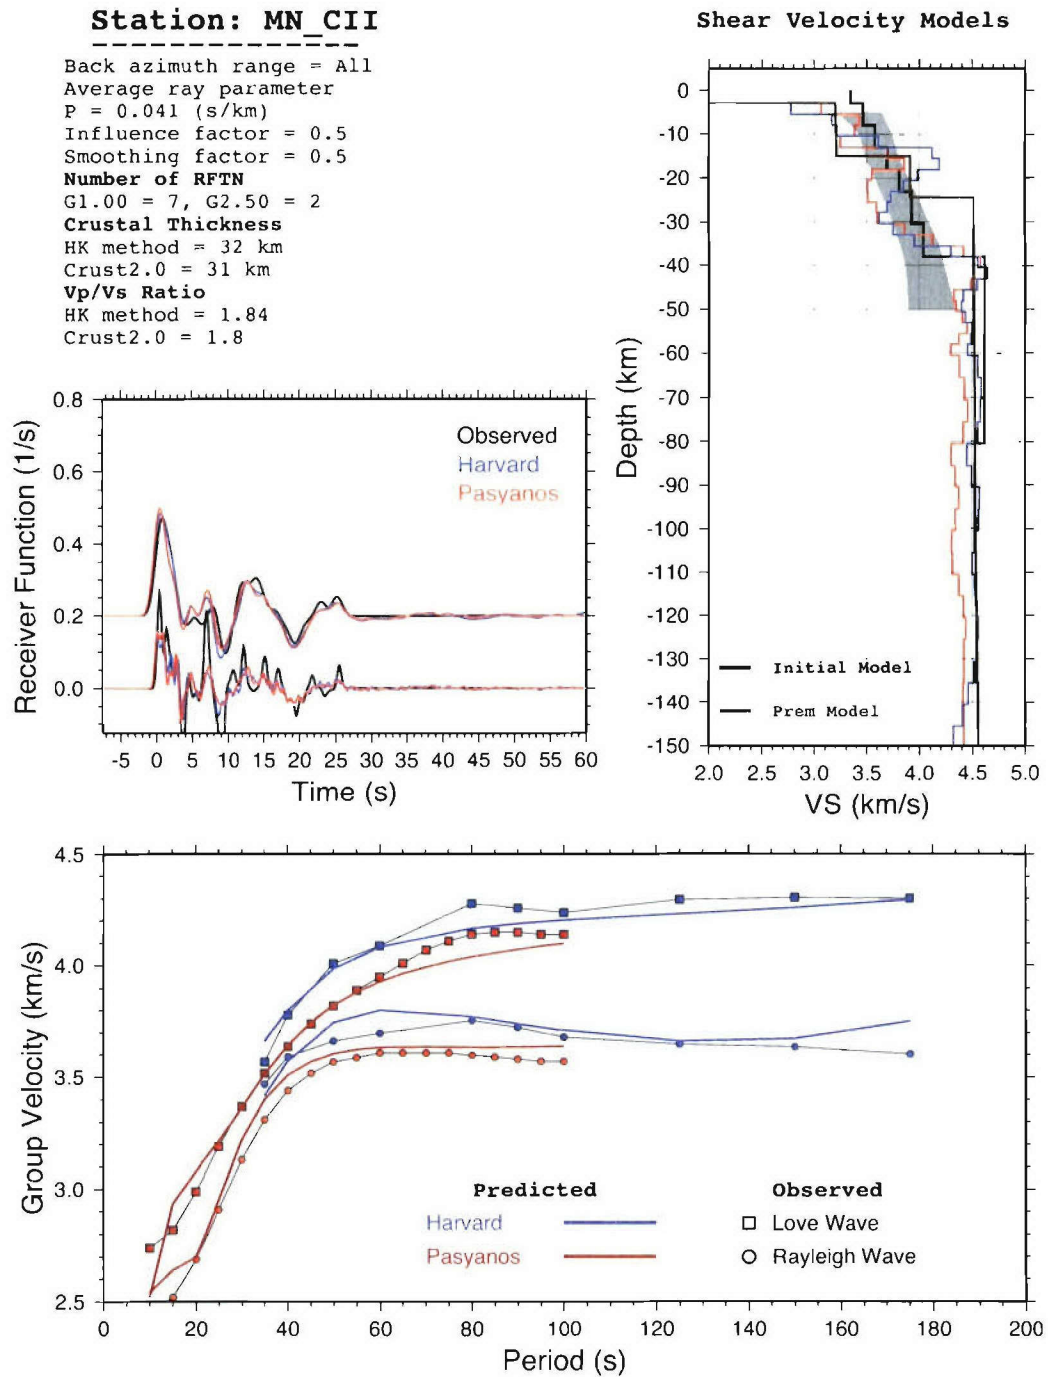 Station: MN_CII
Back azimuth range = All
Average ray parameter
P = 0.041 (s/km)
Influence factor = 0.5
Smoothing factor = 0.5
Number of RFTN
G1.00 = 7, G2.50 = 2
Crustal Thickness
HK method = 32 km
Crust2.0 = 31 km
Vp/Vs Ratio
HK method = 1.84
Crust2.0 = 1.8
Shear Velocity Models
0
-10
-20
-30
-40
-50
-60
-70
-80
-90
-100
-110
-120
-130
-140
-150
Depth (km)
Initial Model
Prem Model
2.0 2.5 3.0 3.5 4.0 4.5 5.0
VS (km/s)
0.8
0.6
0.4
0.2
0.0
Receiver Function (1/s)
Observed
Harvard
Pasyanos
-5 0 5 10 15 20 25 30 35 40 45 50 55 60
Time (s)
4.5
4.0
3.5
3.0
2.5
Group Velocity (km/s)
Predicted
Harvard
Pasyanos
Observed
Love Wave
Rayleigh Wave
0 20 40 60 80 100 120 140 160 180 200
Period (s)